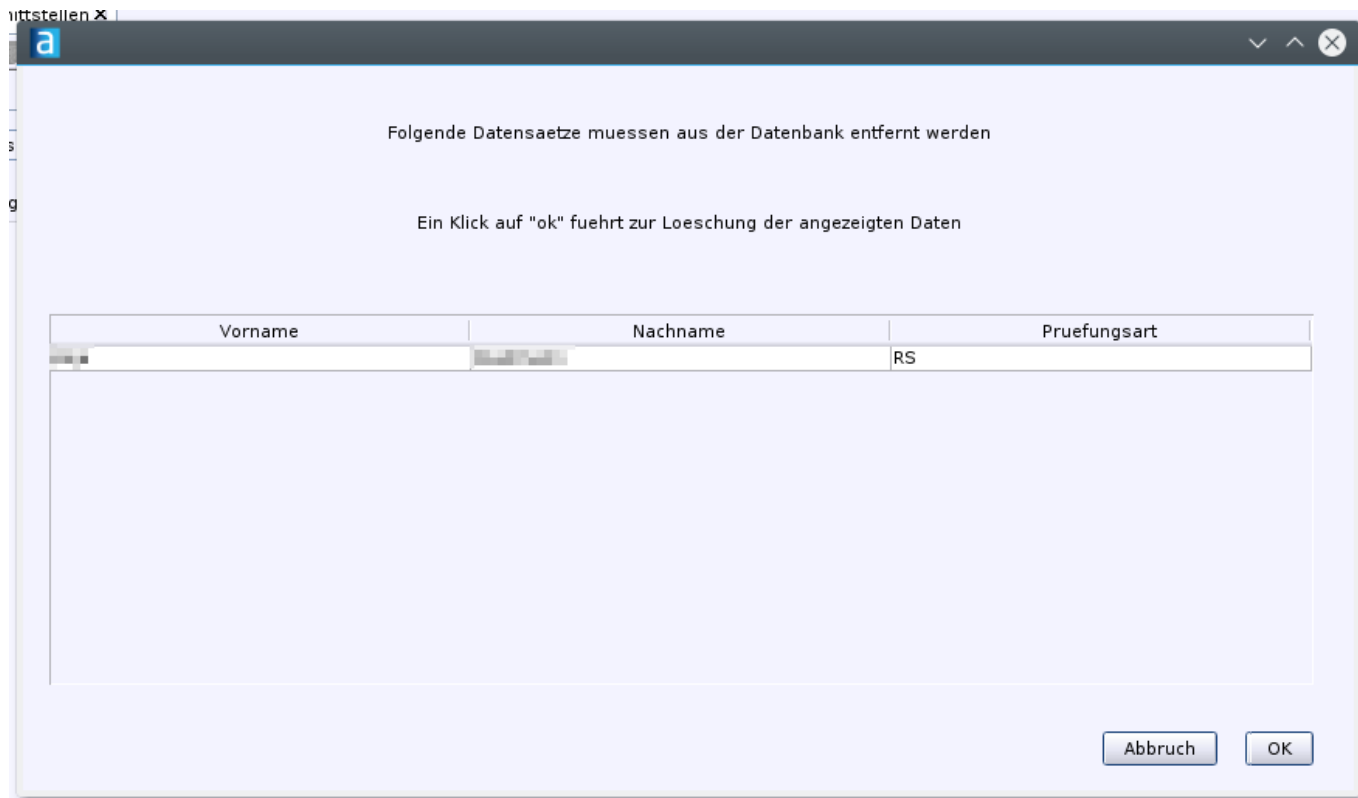 ittstellen X
a
Folgende Datensaetze muessen aus der Datenbank entfernt werden
Ein Klick auf "ok" fuehrt zur Loeschung der angezeigten Daten
Vorname Nachname Pruefungsart
RS
Abbruch OK